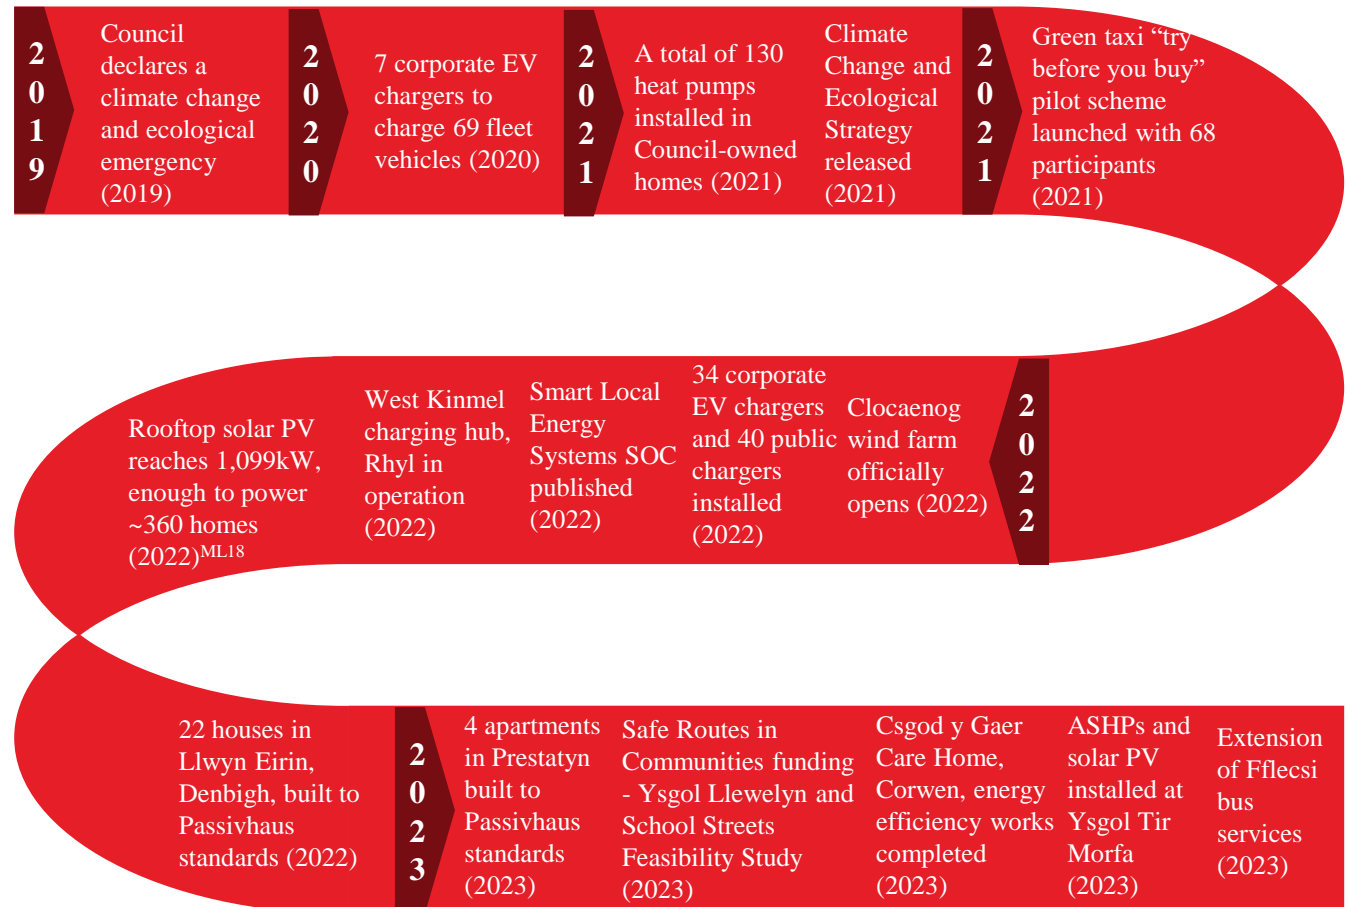 2019
Council
declares a
climate change
and ecological
emergency
(2019)
2020
7 corporate EV
chargers to
charge 69 fleet
vehicles (2020)
2021
A total of 130
heat pumps
installed in
Council-owned
homes (2021)
Climate
Change and
Ecological
Strategy
released
(2021)
2021
Green taxi “try
before you buy”
pilot scheme
launched with 68
participants
(2021)
2022
Clocaenog
wind farm
officially
opens (2022)
34 corporate
EV chargers
and 40 public
chargers
installed
(2022)
Smart Local
Energy
Systems SOC
published
(2022)
West Kinmel
charging hub,
Rhyl in
operation
(2022)
Rooftop solar PV
reaches 1,099kW,
enough to power
~360 homes
(2022)ML18
22 houses in
Llwyn Eirin,
Denbigh, built to
Passivhaus
standards (2022)
2023
4 apartments
in Prestatyn
built to
Passivhaus
standards
(2023)
Safe Routes in
Communities funding
- Ysgol Llewelyn and
School Streets
Feasibility Study
(2023)
Csgod y Gaer
Care Home,
Corwen, energy
efficiency works
completed
(2023)
ASHPs and
solar PV
installed at
Ysgol Tir
Morfa
(2023)
Extension
of Fflecsi
bus
services
(2023)